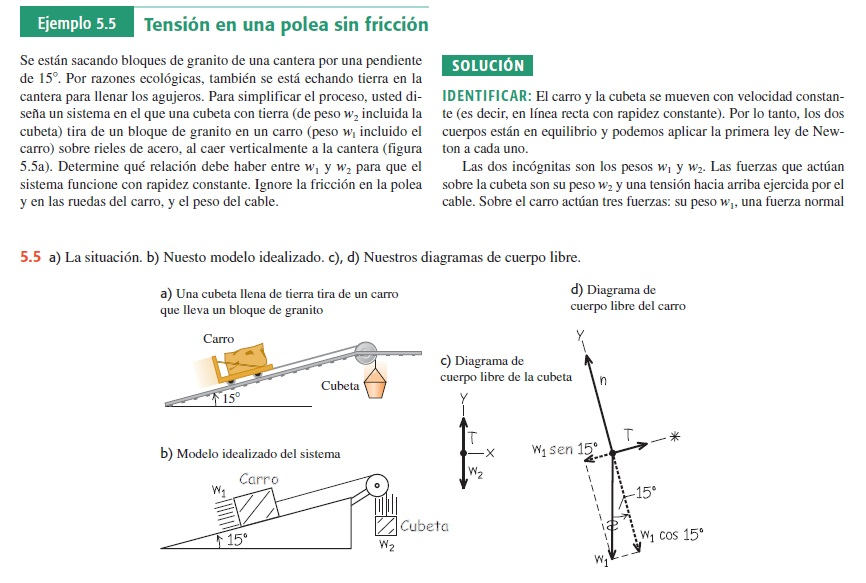 Ejemplo 5.5 Tensión en una polea sin fricción
Se están sacando bloques de granito de una cantera por una pendiente
de 15°. Por razones ecológicas, también se está echando tierra en la
cantera para llenar los agujeros. Para simplificar el proceso, usted di-
seña un sistema en el que una cubeta con tierra (de peso w₂ incluida la
cubeta) tira de un bloque de granito en un carro (peso w₁ incluido el
carro) sobre rieles de acero, al caer verticalmente a la cantera (figura
5.5a). Determine qué relación debe haber entre w₁ y w₂ para que el
sistema funcione con rapidez constante. Ignore la fricción en la polea
y en las ruedas del carro, y el peso del cable.
SOLUCIÓN
IDENTIFICAR: El carro y la cubeta se mueven con velocidad constan-
te (es decir, en línea recta con rapidez constante). Por lo tanto, los dos
cuerpos están en equilibrio y podemos aplicar la primera ley de New-
ton a cada uno.
Las dos incógnitas son los pesos w₁ y w₂. Las fuerzas que actúan
sobre la cubeta son su peso w₂ y una tensión hacia arriba ejercida por el
cable. Sobre el carro actúan tres fuerzas: su peso w₁, una fuerza normal
5.5 a) La situación. b) Nuesto modelo idealizado. c), d) Nuestros diagramas de cuerpo libre.
a) Una cubeta llena de tierra tira de un carro
que lleva un bloque de granito
Carro
Cubeta
15°
b) Modelo idealizado del sistema
Carro
w₁
15°
Cubeta
w₂
c) Diagrama de
cuerpo libre de la cubeta
Y
T
X
w₂
d) Diagrama de
cuerpo libre del carro
Y
n
T
w₁ sen 15°
15°
w₁ cos 15°
w₁